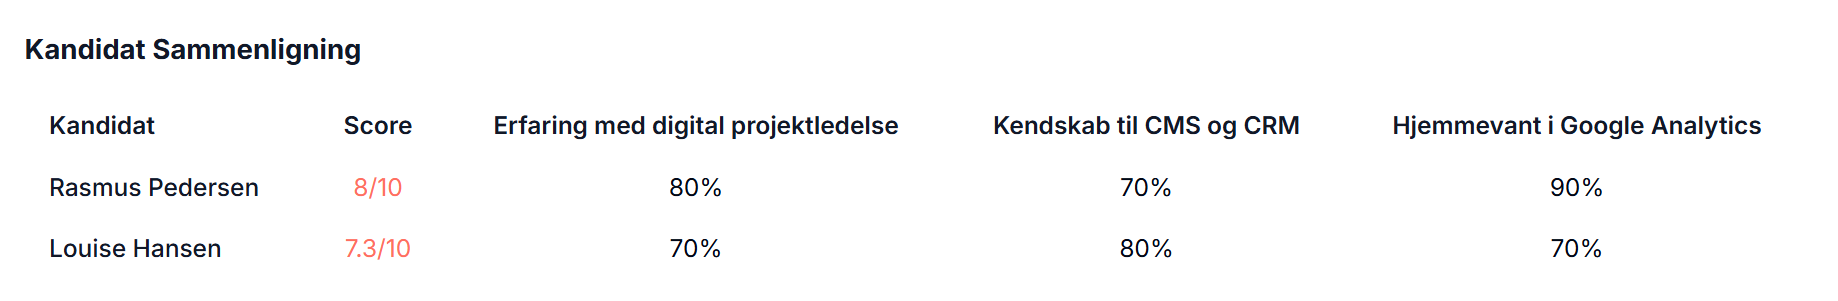 Kandidat Sammenligning
Kandidat Score Erfaring med digital projektledelse Kendskab til CMS og CRM Hjemmevant i Google Analytics
Rasmus Pedersen 8/10 80% 70% 90%
Louise Hansen 7.3/10 70% 80% 70%